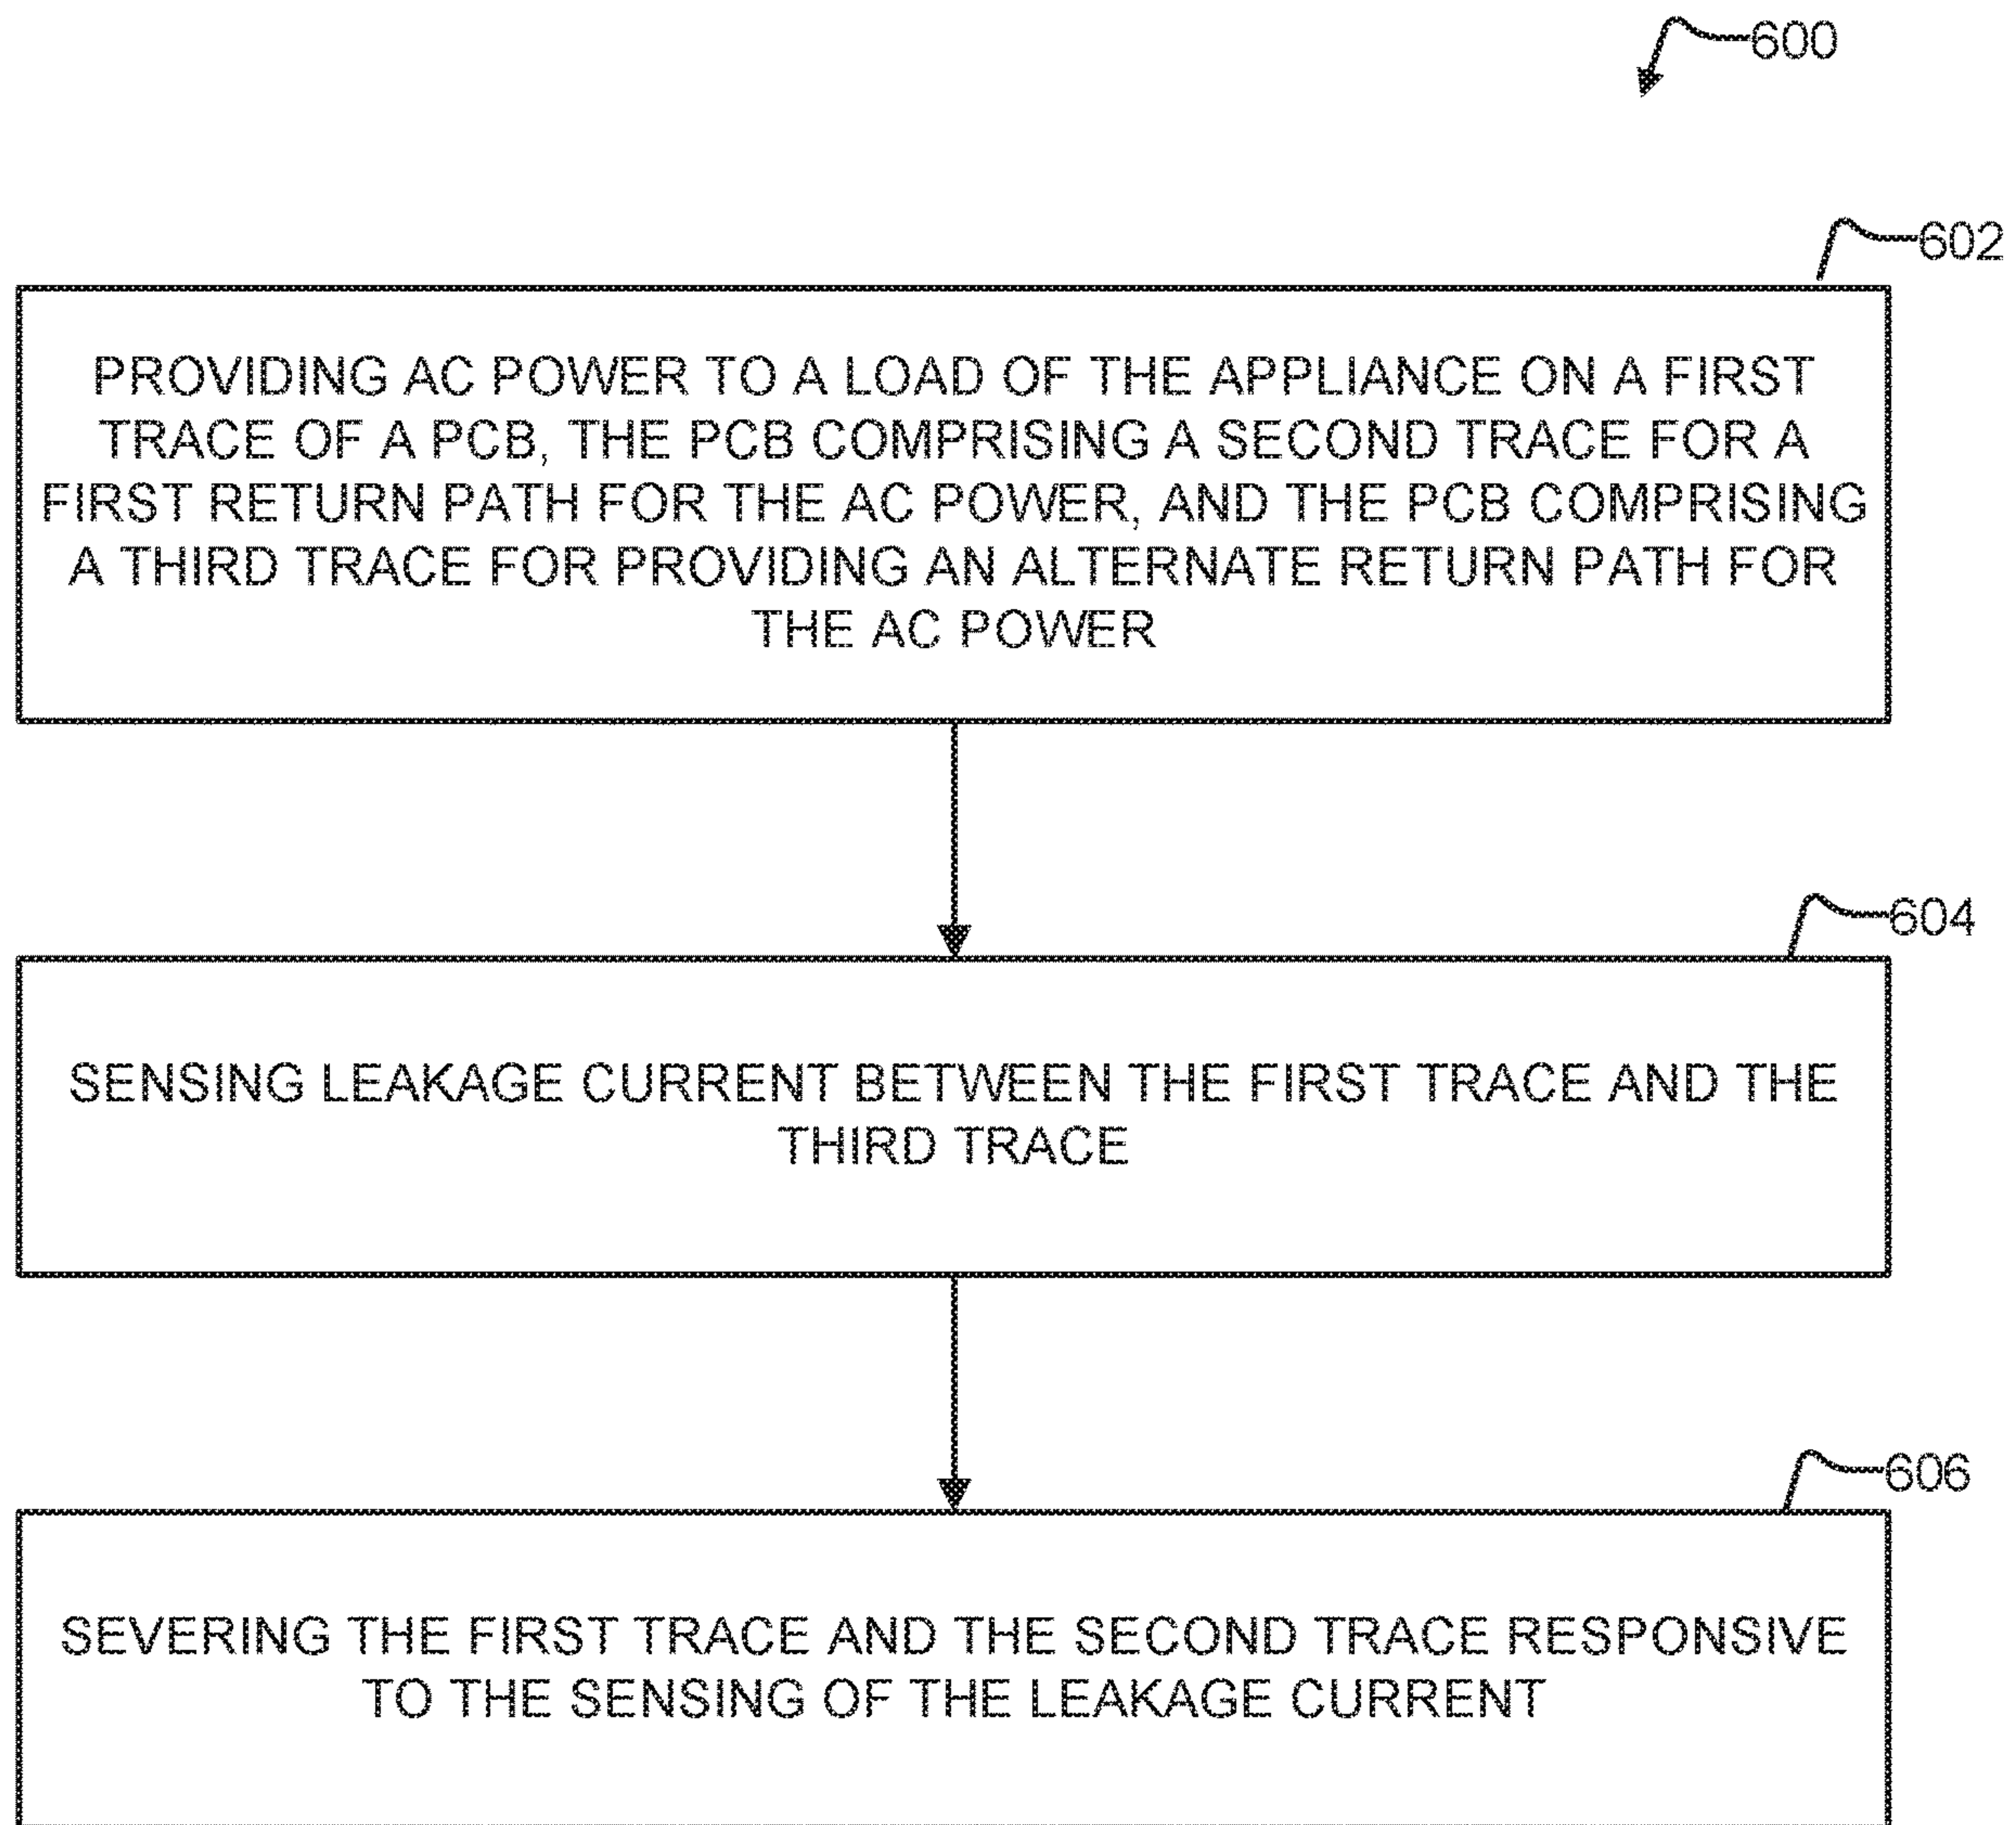 600
602
PROVIDING AC POWER TO A LOAD OF THE APPLIANCE ON A FIRST
TRACE OF A PCB, THE PCB COMPRISING A SECOND TRACE FOR A
FIRST RETURN PATH FOR THE AC POWER, AND THE PCB COMPRISING
A THIRD TRACE FOR PROVIDING AN ALTERNATE RETURN PATH FOR
THE AC POWER
604
SENSING LEAKAGE CURRENT BETWEEN THE FIRST TRACE AND THE
THIRD TRACE
606
SEVERING THE FIRST TRACE AND THE SECOND TRACE RESPONSIVE
TO THE SENSING OF THE LEAKAGE CURRENT